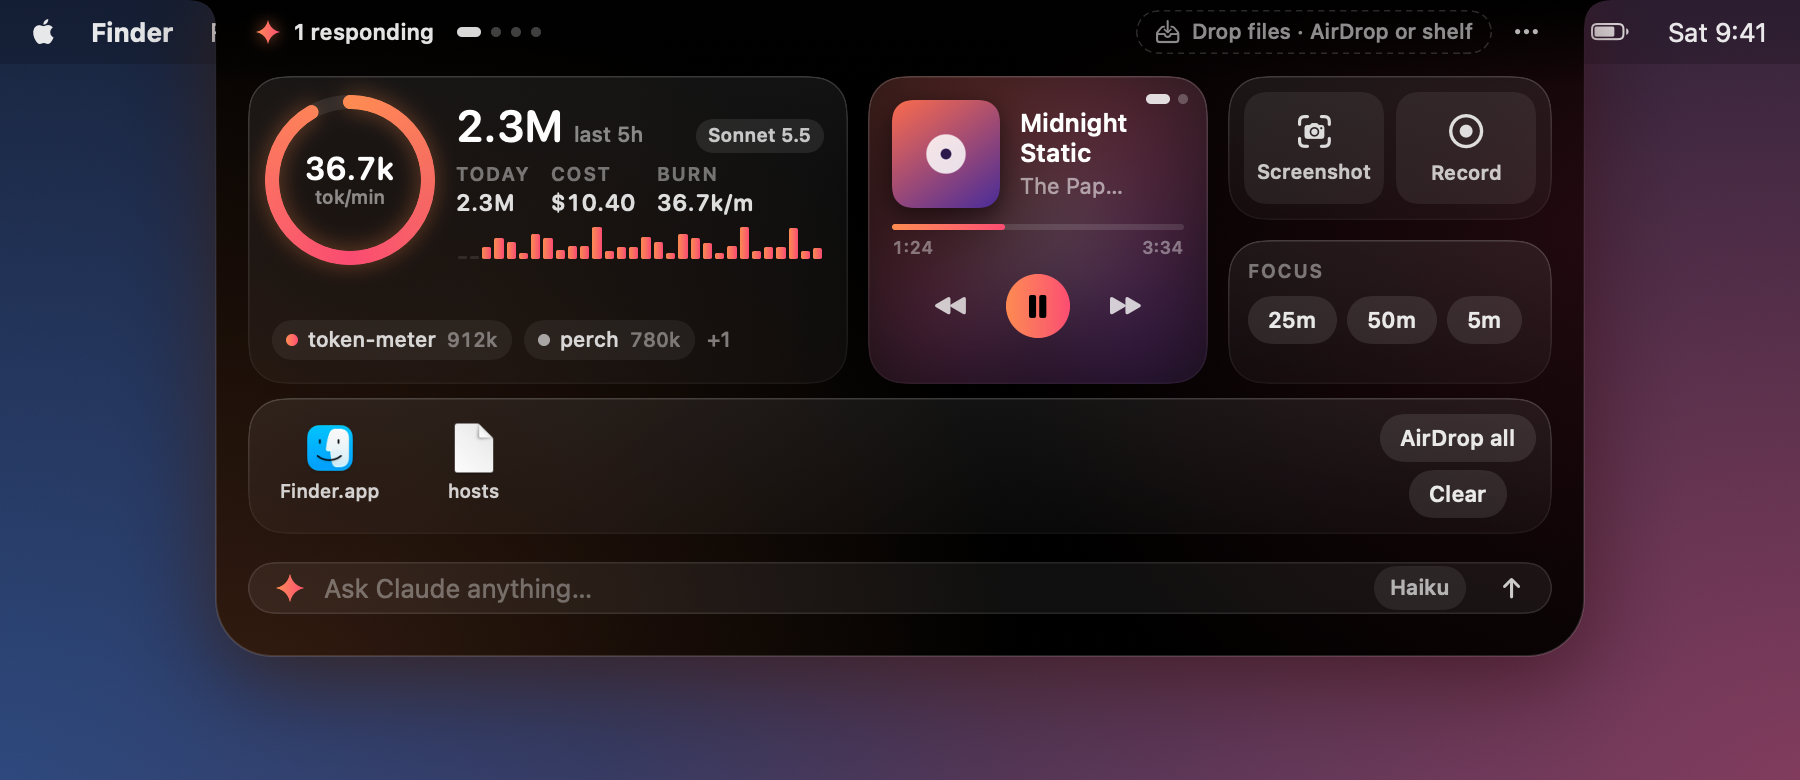 Finder
1 responding
Drop files · AirDrop or shelf
Sat 9:41
36.7k
tok/min
2.3M last 5h
Sonnet 5.5
TODAY COST BURN
2.3M $10.40 36.7k/m
token-meter 912k
perch 780k
+1
Midnight
Static
The Pap...
1:24
3:34
Screenshot
Record
FOCUS
25m
50m
5m
Finder.app
hosts
AirDrop all
Clear
Ask Claude anything...
Haiku